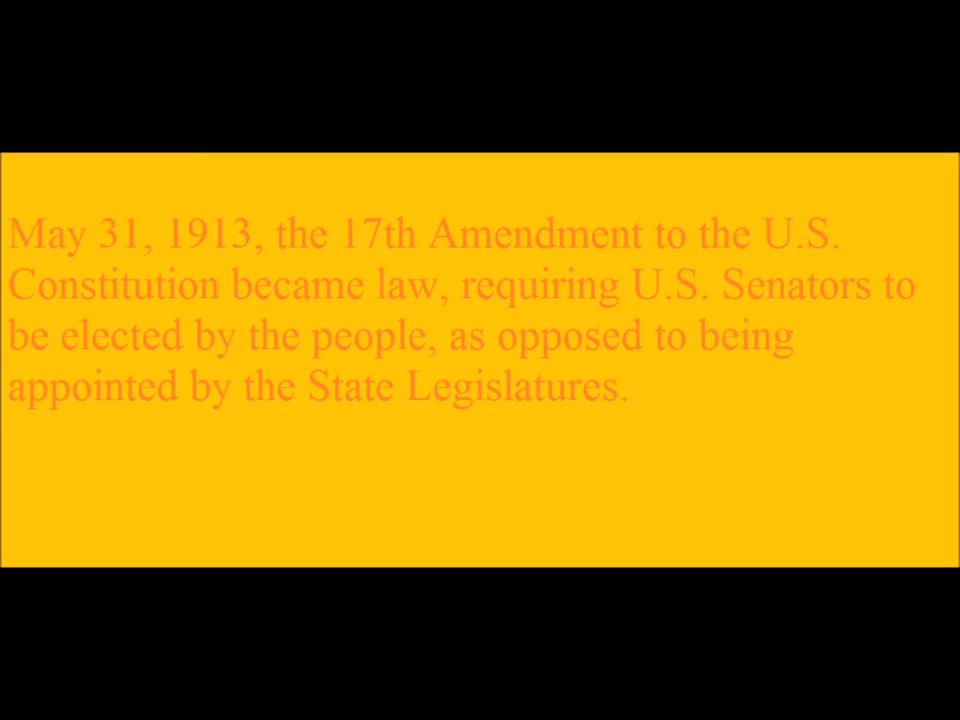 May 31, 1913, the 17th Amendment to the U.S.
Constitution became law, requiring U.S. Senators to
be elected by the people, as opposed to being
appointed by the State Legislatures.